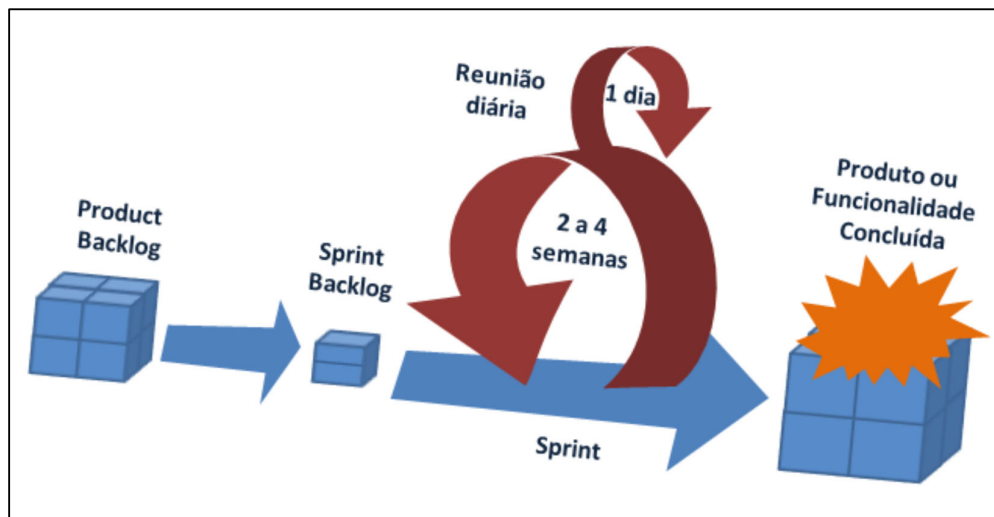 Product
Backlog
Sprint
Backlog
Reunião
diária
1 dia
2 a 4
semanas
Sprint
Produto ou
Funcionalidade
Concluída